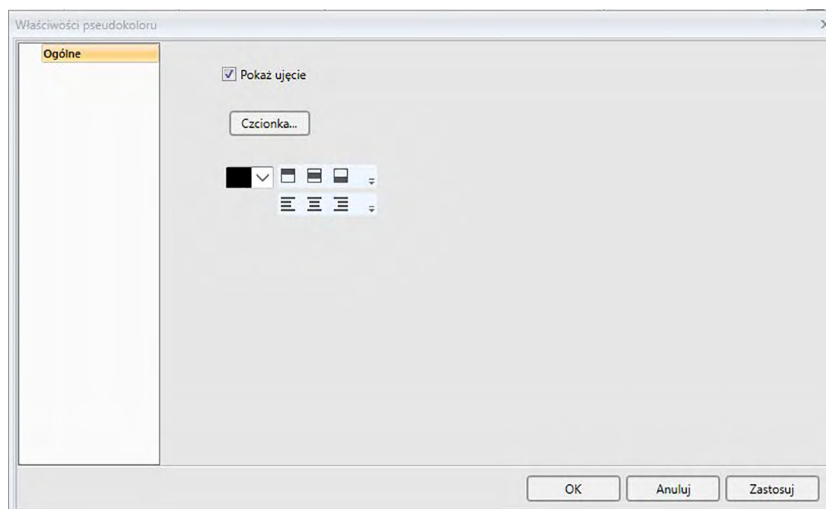 Właściwości pseudokoloru
Ogólne
Pokaż ujęcie
Czcionka...
OK
Anuluj
Zastosuj